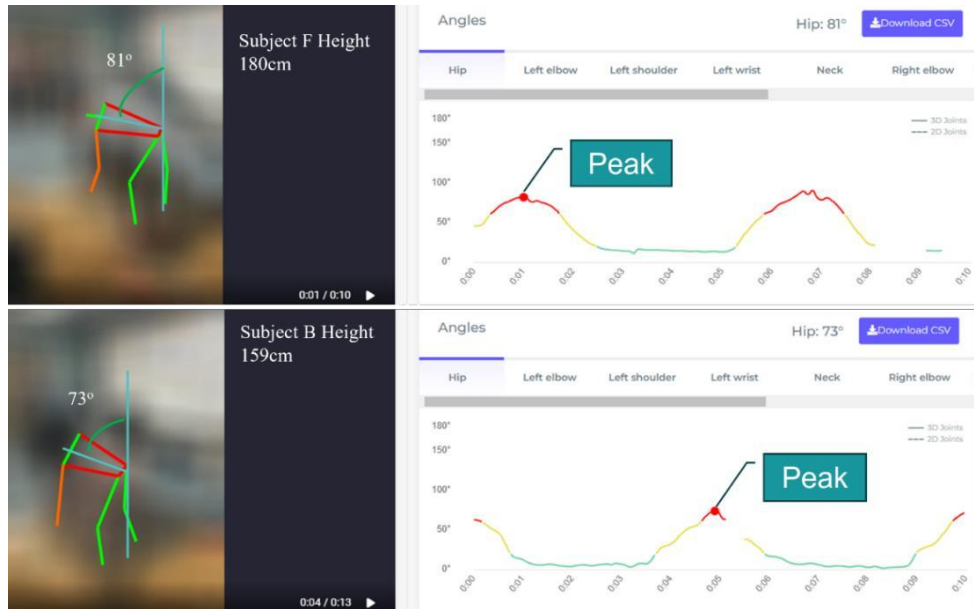 81°
Subject F Height
180cm
0:01 / 0:10
Angles
Hip: 81°
Download CSV
Hip
Left elbow
Left shoulder
Left wrist
Neck
Right elbow
180°
150°
100°
50°
0°
3D Joints
2D Joints
Peak
0:00
0:01
0:02
0:03
0:04
0:05
0:06
0:07
0:08
0:09
0:10
73°
Subject B Height
159cm
0:04 / 0:13
Angles
Hip: 73°
Download CSV
Hip
Left elbow
Left shoulder
Left wrist
Neck
Right elbow
180°
150°
100°
50°
0°
3D Joints
2D Joints
Peak
0:00
0:01
0:02
0:03
0:04
0:05
0:06
0:07
0:08
0:09
0:10